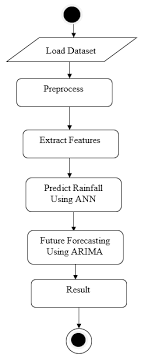 Load Dataset
Preprocess
Extract Features
Predict Rainfall
Using ANN
Future Forecasting
Using ARIMA
Result